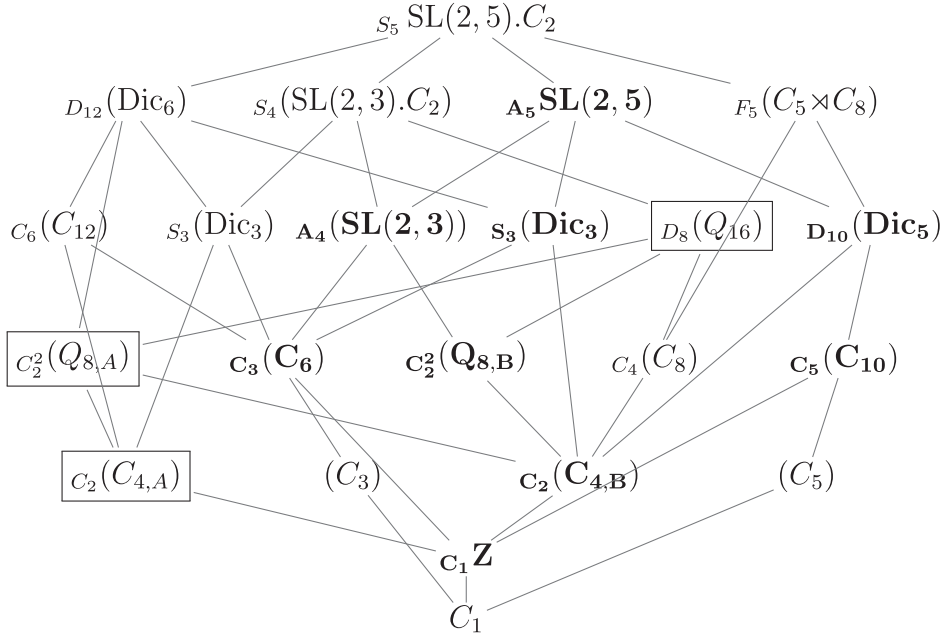 S₅ SL(2, 5).C₂
D₁₂(Dic₆) S₄(SL(2, 3).C₂) A₅SL(2, 5) F₅(C₅⋊C₈)
C₆(C₁₂) S₃(Dic₃) A₄(SL(2, 3)) S₃(Dic₃) D₈(Q₁₆) D₁₀(Dic₅)
C₂²(Q₈,A) C₃(C₆) C₂²(Q₈,B) C₄(C₈) C₅(C₁₀)
C₂(C₄,A) (C₃) C₂(C₄,B) (C₅)
C₁Z
C₁